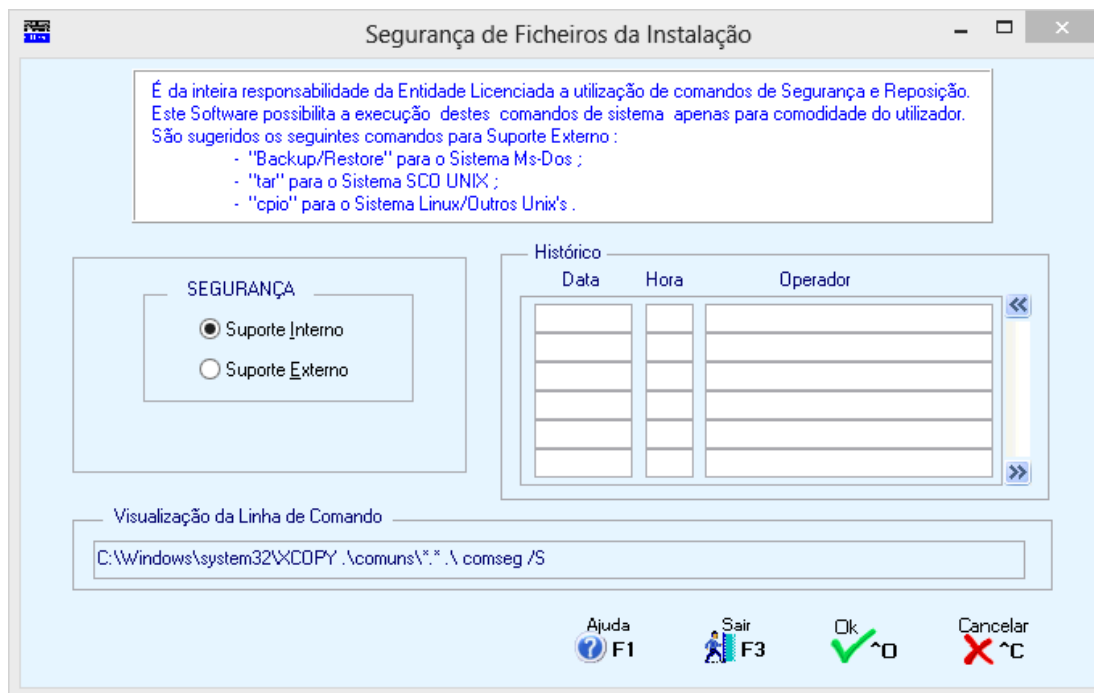 Segurança de Ficheiros da Instalação
É da inteira responsabilidade da Entidade Licenciada a utilização de comandos de Segurança e Reposição.
Este Software possibilita a execução destes comandos de sistema apenas para comodidade do utilizador.
São sugeridos os seguintes comandos para Suporte Externo :
- "Backup/Restore" para o Sistema Ms-Dos ;
- "tar" para o Sistema SCO UNIX ;
- "cpio" para o Sistema Linux/Outros Unix's .
SEGURANÇA
Suporte Interno
Suporte Externo
Histórico
Data Hora Operador
Visualização da Linha de Comando
C:\Windows\system32\XCOPY .\comuns\*.* .\ comseg /S
Ajuda F1
Sair F3
Ok ^O
Cancelar ^C